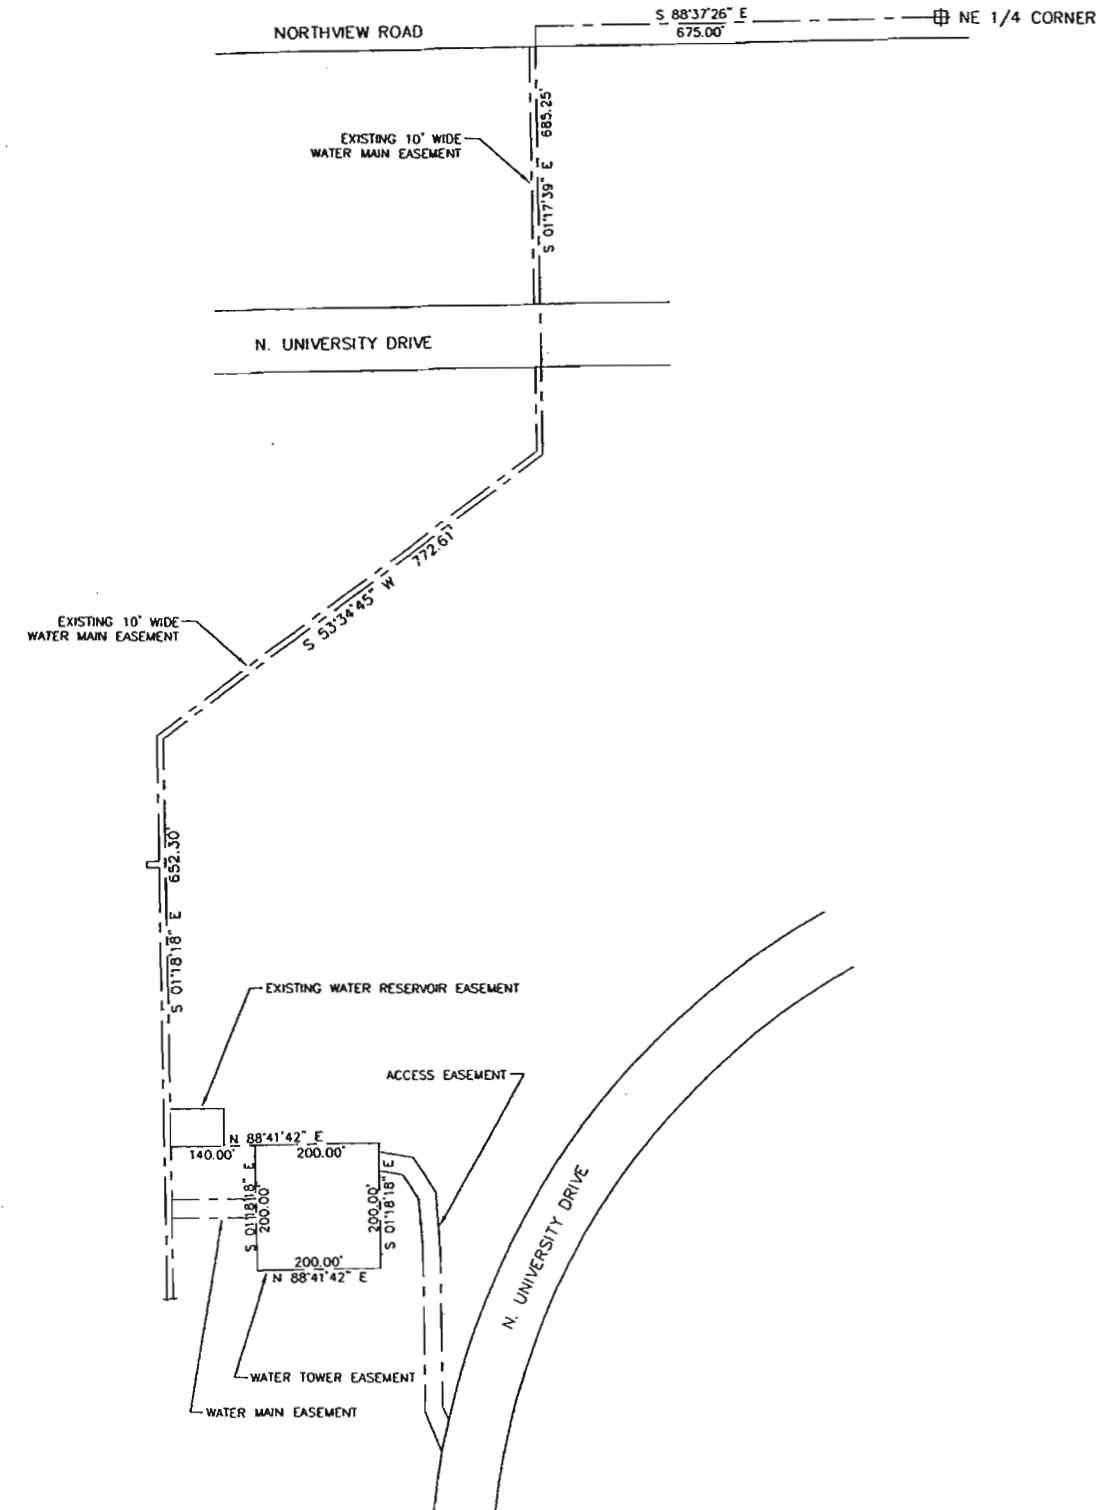 S 88°37'26" E
675.00'
NE 1/4 CORNER
NORTHVIEW ROAD
EXISTING 10' WIDE
WATER MAIN EASEMENT
S 01°17'39" E 685.25'
N. UNIVERSITY DRIVE
S 53°34'45" W 772.61'
EXISTING 10' WIDE
WATER MAIN EASEMENT
S 01°18'18" E 652.30'
EXISTING WATER RESERVOIR EASEMENT
ACCESS EASEMENT
N 88°41'42" E
140.00'
200.00'
S 01°18'18" E
200.00'
200.00'
S 01°18'18" E
200.00'
N 88°41'42" E
N. UNIVERSITY DRIVE
WATER TOWER EASEMENT
WATER MAIN EASEMENT